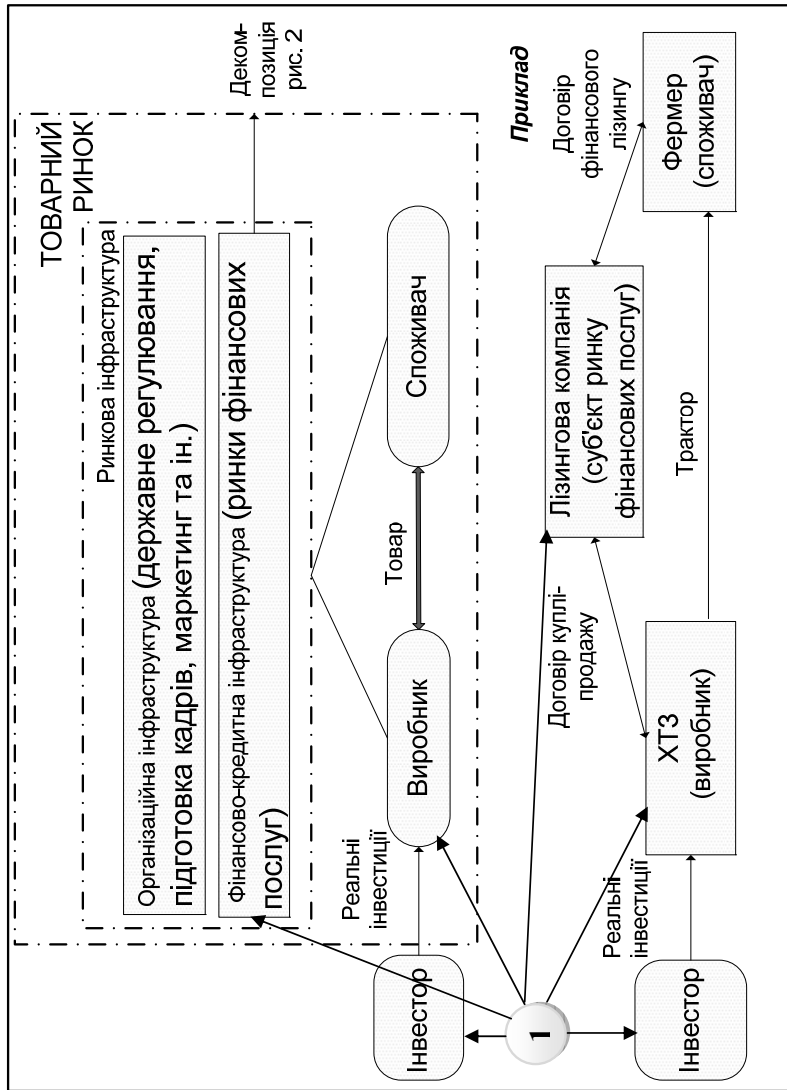 ТОВАРНИЙ
РИНОК
Ринкова інфраструктура
Організаційна інфраструктура (державне регулювання,
підготовка кадрів, маркетинг та ін.)
Фінансово-кредитна інфраструктура (ринки фінансових
послуг)
Деком-
позиція
рис. 2
Інвестор
Реальні
інвестиції
Виробник
Товар
Споживач
1
Приклад
Інвестор
Реальні
інвестиції
ХТЗ
(виробник)
Договір куплі-
продажу
Лізингова компанія
(суб'єкт ринку
фінансових послуг)
Договір
фінансового
лізингу
Трактор
Фермер
(споживач)